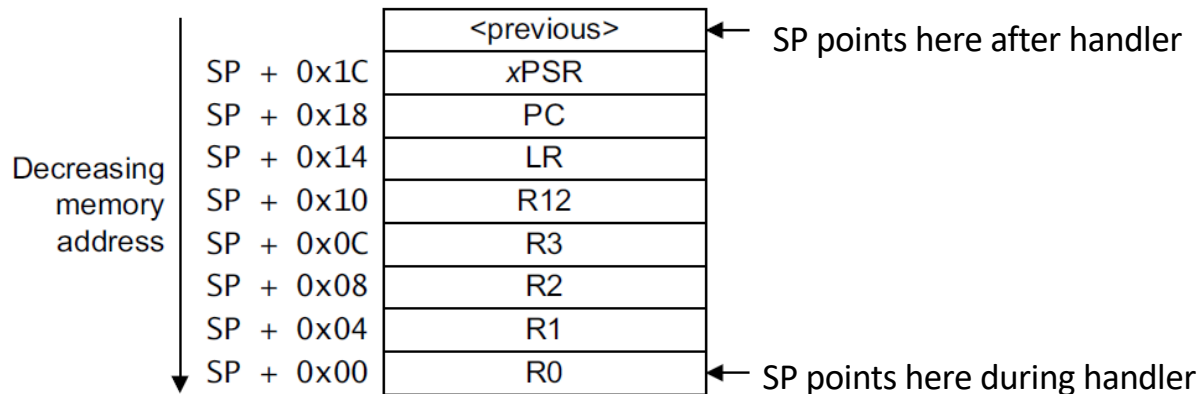 <previous>
SP points here after handler
SP + 0x1C xPSR
SP + 0x18 PC
SP + 0x14 LR
Decreasing
memory
address
SP + 0x10 R12
SP + 0x0C R3
SP + 0x08 R2
SP + 0x04 R1
SP + 0x00 R0
SP points here during handler